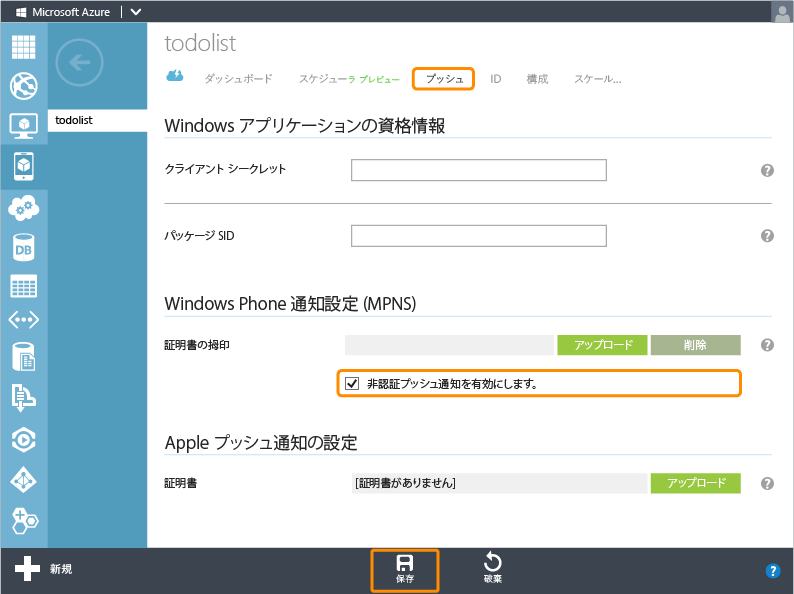 Microsoft Azure
todolist
ダッシュボード スケジューラ プレビュー プッシュ ID 構成 スケール...
todolist
Windows アプリケーションの資格情報
クライアント シークレット ?
パッケージ SID ?
Windows Phone 通知設定 (MPNS)
証明書の拇印 アップロード 削除 ?
非認証プッシュ通知を有効にします。
Apple プッシュ通知の設定
証明書 [証明書がありません] アップロード ?
DB
新規 保存 破棄 ?